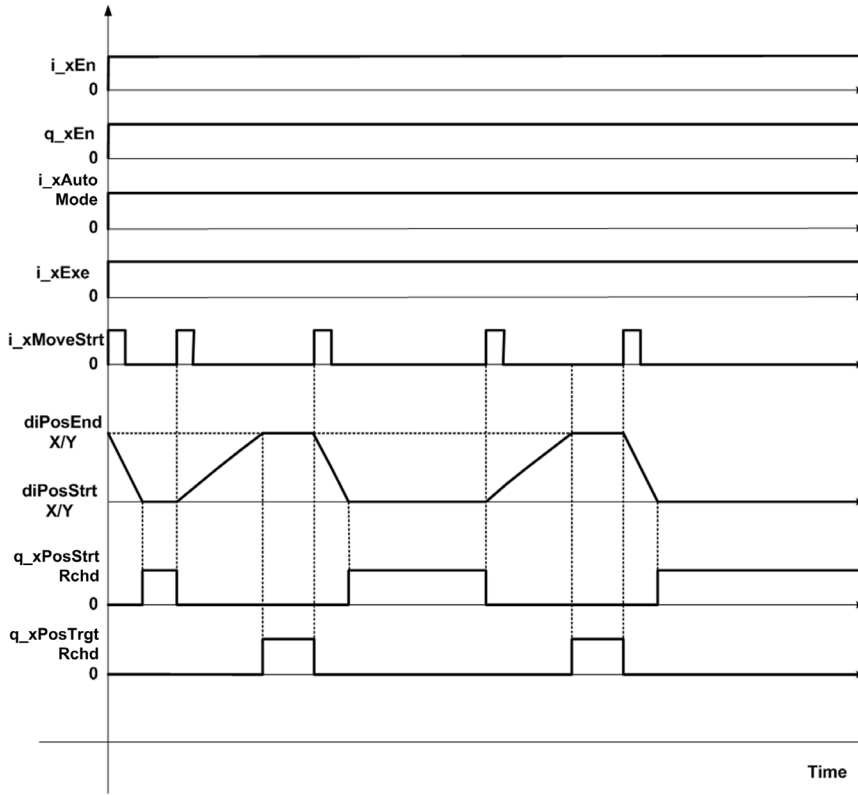 i_xEn
0
q_xEn
0
i_xAuto
Mode
0
i_xExe
0
i_xMoveStrt
0
diPosEnd
X/Y
diPosStrt
X/Y
q_xPosStrt
Rchd
0
q_xPosTrgt
Rchd
0
Time